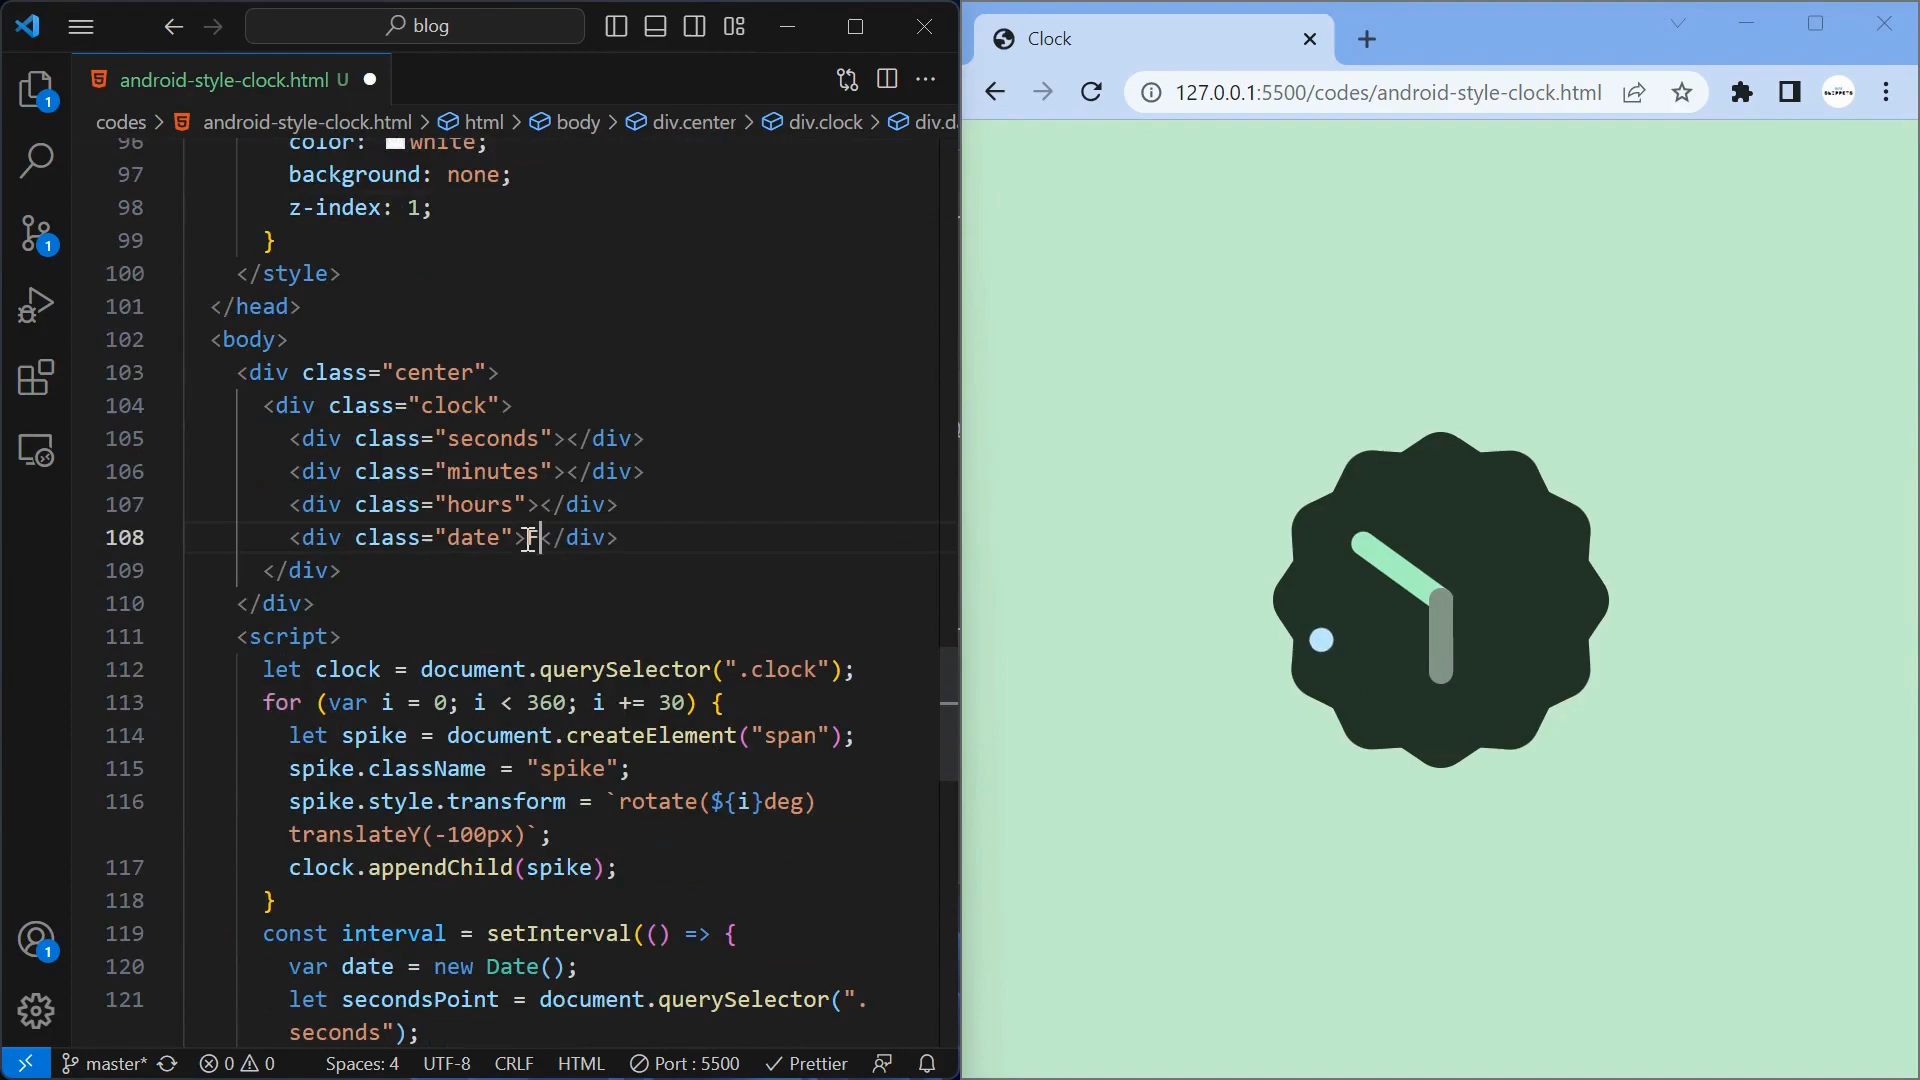 blog
android-style-clock.html U
codes > android-style-clock.html > html > body > div.center > div.clock > div.d
96 color: white;
97 background: none;
98 z-index: 1;
99 }
100 </style>
101 </head>
102 <body>
103 <div class="center">
104 <div class="clock">
105 <div class="seconds"></div>
106 <div class="minutes"></div>
107 <div class="hours"></div>
108 <div class="date">F</div>
109 </div>
110 </div>
111 <script>
112 let clock = document.querySelector(".clock");
113 for (var i = 0; i < 360; i += 30) {
114 let spike = document.createElement("span");
115 spike.className = "spike";
116 spike.style.transform = `rotate(${i}deg)
translateY(-100px)`;
117 clock.appendChild(spike);
118 }
119 const interval = setInterval(() => {
120 var date = new Date();
121 let secondsPoint = document.querySelector(".
seconds");
1
1
1
master* 0 0 Spaces: 4 UTF-8 CRLF HTML Port : 5500 Prettier
Clock
127.0.0.1:5500/codes/android-style-clock.html